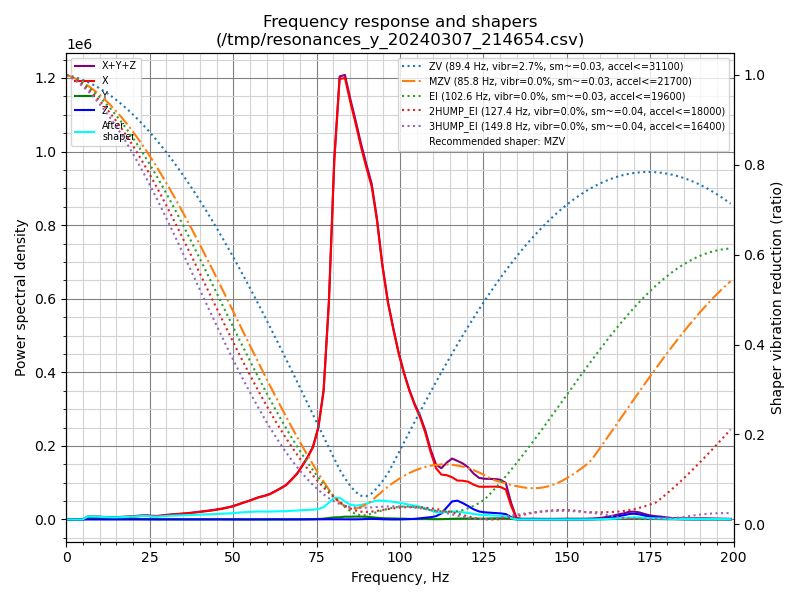 Frequency response and shapers
(/tmp/resonances_y_20240307_214654.csv)
1e6
X+Y+Z
X
Y
Z
After
shaper
ZV (89.4 Hz, vibr=2.7%, sm~=0.03, accel<=31100)
MZV (85.8 Hz, vibr=0.0%, sm~=0.03, accel<=21700)
EI (102.6 Hz, vibr=0.0%, sm~=0.03, accel<=19600)
2HUMP_EI (127.4 Hz, vibr=0.0%, sm~=0.04, accel<=18000)
3HUMP_EI (149.8 Hz, vibr=0.0%, sm~=0.04, accel<=16400)
Recommended shaper: MZV
Power spectral density
1.2
1.0
0.8
0.6
0.4
0.2
0.0
1.0
0.8
0.6
0.4
0.2
0.0
Shaper vibration reduction (ratio)
0 25 50 75 100 125 150 175 200
Frequency, Hz